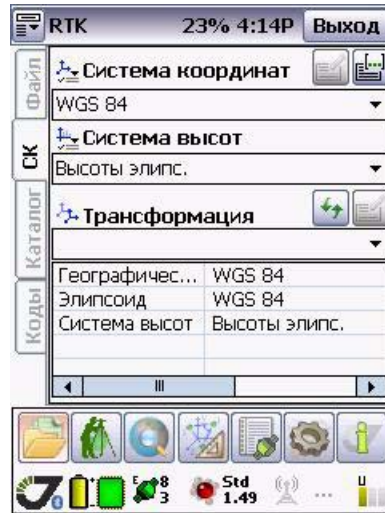 RTK 23% 4:14P Выход
Файл
СК
Каталог
Коды
Система координат
WGS 84
Система высот
Высоты элипс.
Трансформация
Географичес... WGS 84
Элипсоид WGS 84
Система высот Высоты элипс.
E 8
3
Std
1.49
...
U